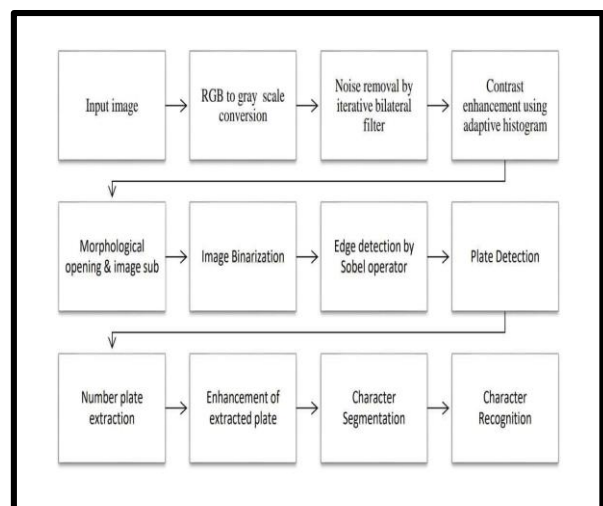 Input image
RGB to gray scale
conversion
Noise removal by
iterative bilateral
filter
Contrast
enhancement using
adaptive histogram
Morphological
opening & image sub
Image Binarization
Edge detection by
Sobel operator
Plate Detection
Number plate
extraction
Enhancement of
extracted plate
Character
Segmentation
Character
Recognition